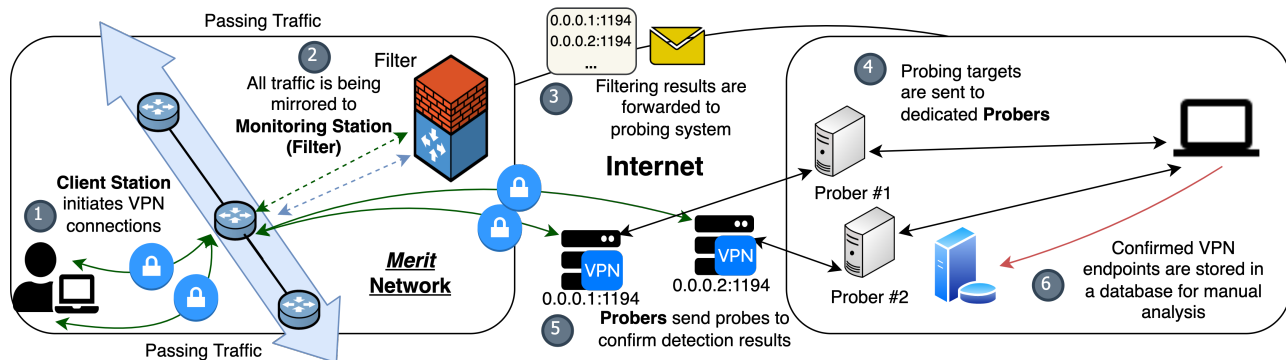 Passing Traffic
1
Client Station
initiates VPN
connections
2
All traffic is being
mirrored to
Monitoring Station
(Filter)
Filter
Merit
Network
Passing Traffic
0.0.0.1:1194
0.0.0.2:1194
...
3
Filtering results are
forwarded to
probing system
Internet
VPN
0.0.0.1:1194
VPN
0.0.0.2:1194
5
Probers send probes to
confirm detection results
4
Probing targets
are sent to
dedicated Probers
Prober #1
Prober #2
6
Confirmed VPN
endpoints are stored in
a database for manual
analysis